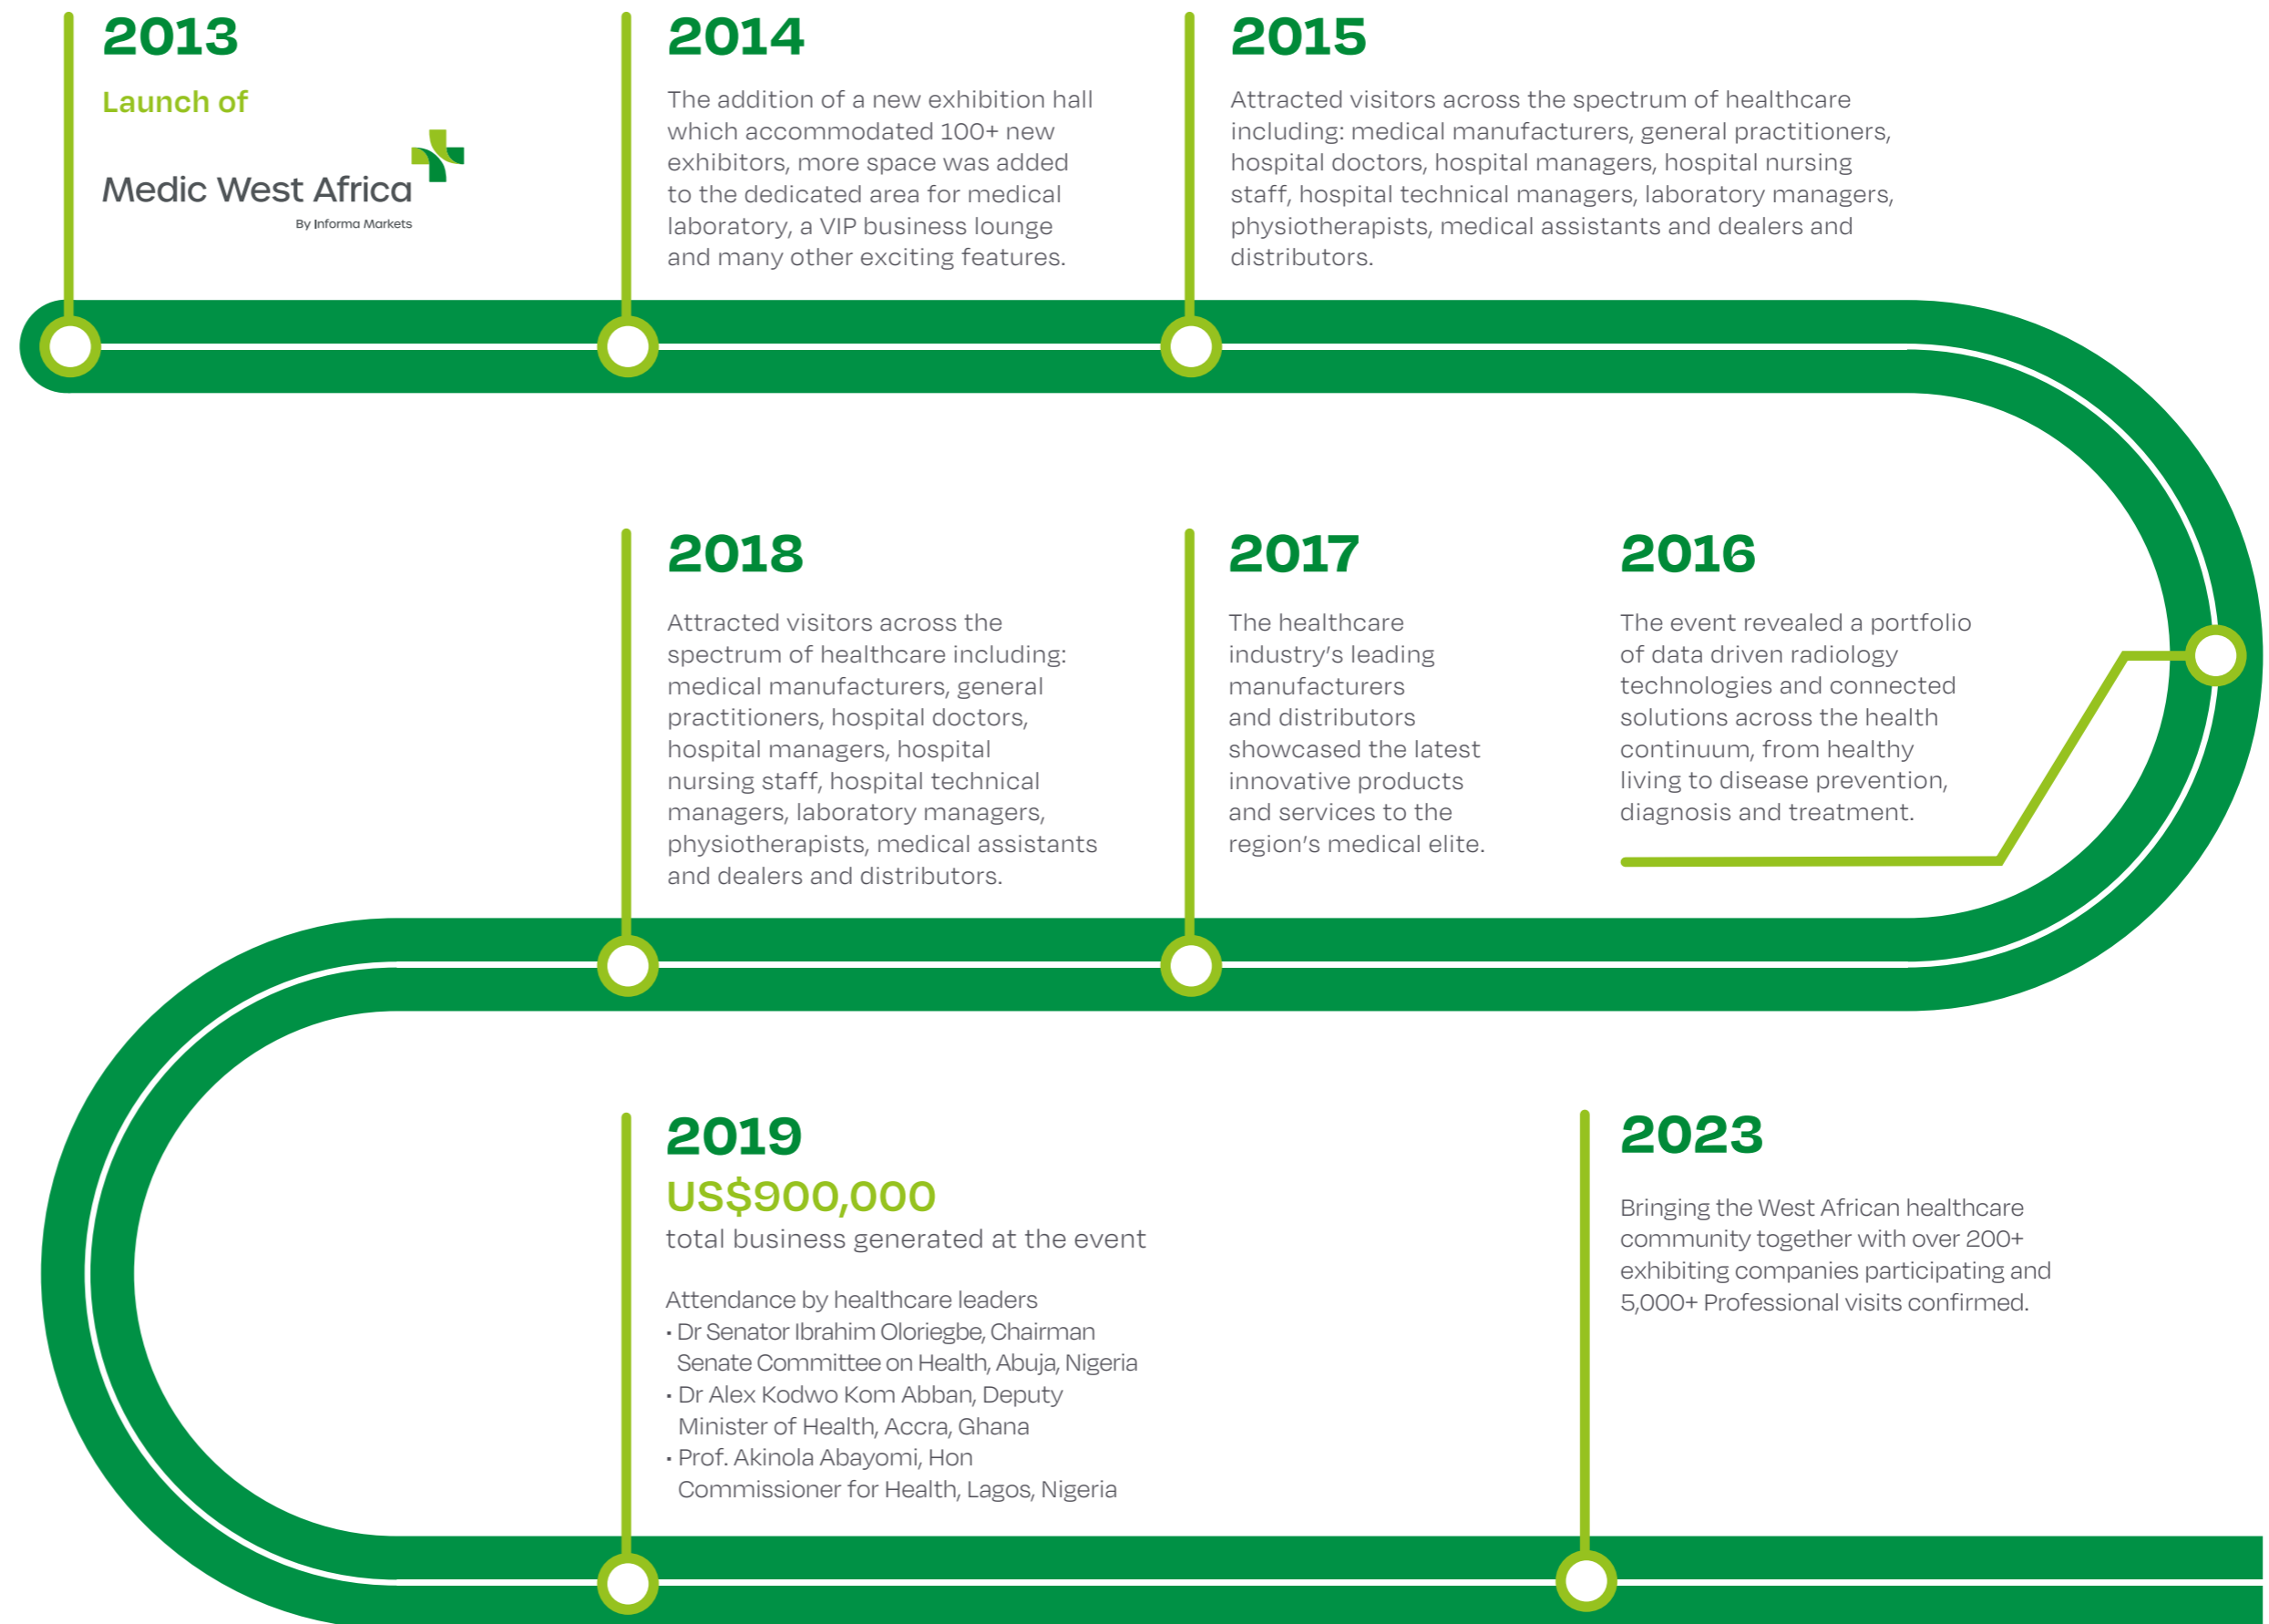 2013
Launch of
Medic West Africa
By Informa Markets
2014
The addition of a new exhibition hall
which accommodated 100+ new
exhibitors, more space was added
to the dedicated area for medical
laboratory, a VIP business lounge
and many other exciting features.
2015
Attracted visitors across the spectrum of healthcare
including: medical manufacturers, general practitioners,
hospital doctors, hospital managers, hospital nursing
staff, hospital technical managers, laboratory managers,
physiotherapists, medical assistants and dealers and
distributors.
2016
The event revealed a portfolio
of data driven radiology
technologies and connected
solutions across the health
continuum, from healthy
living to disease prevention,
diagnosis and treatment.
2017
The healthcare
industry's leading
manufacturers
and distributors
showcased the latest
innovative products
and services to the
region's medical elite.
2018
Attracted visitors across the
spectrum of healthcare including:
medical manufacturers, general
practitioners, hospital doctors,
hospital managers, hospital
nursing staff, hospital technical
managers, laboratory managers,
physiotherapists, medical assistants
and dealers and distributors.
2019
US$900,000
total business generated at the event
Attendance by healthcare leaders
• Dr Senator Ibrahim Oloriegbe, Chairman
Senate Committee on Health, Abuja, Nigeria
• Dr Alex Kodwo Kom Abban, Deputy
Minister of Health, Accra, Ghana
• Prof. Akinola Abayomi, Hon
Commissioner for Health, Lagos, Nigeria
2023
Bringing the West African healthcare
community together with over 200+
exhibiting companies participating and
5,000+ Professional visits confirmed.